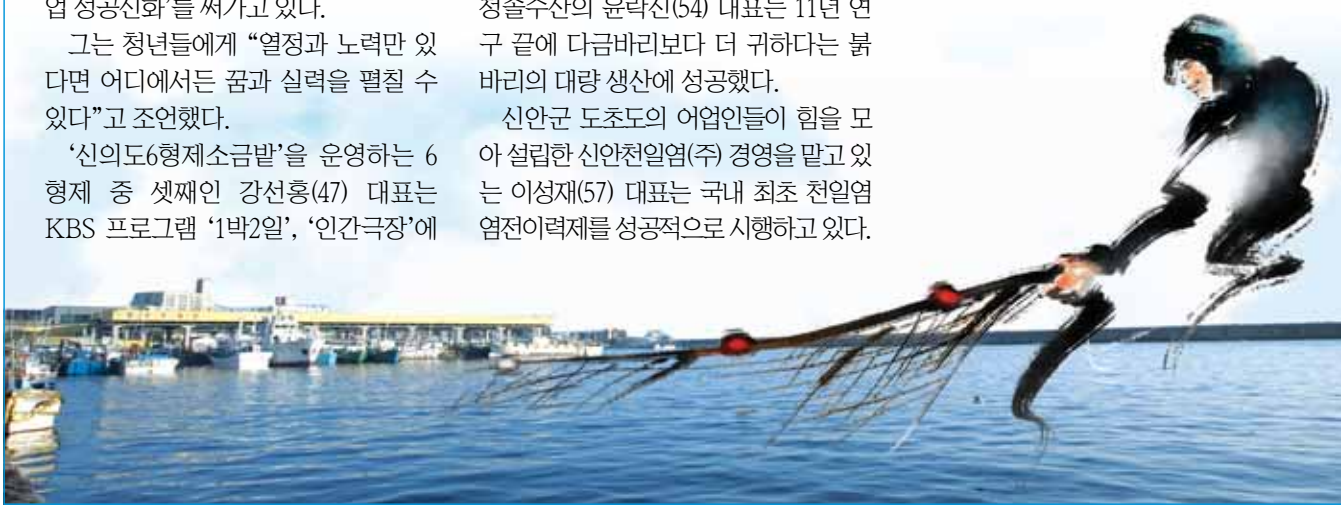 업 성공신화’를 써가고 있다.
그는 청년들에게 “열정과 노력만 있
다면 어디에서든 꿈과 실력을 펼칠 수
있다”고 조언했다.
‘신의도6형제소금밭’을 운영하는 6
형제 중 셋째인 강선홍(47) 대표는
KBS 프로그램 ‘1박2일’, ‘인간극장’에
청솔수산의 윤락진(54) 대표는 11년 연
구 끝에 다금바리보다 더 귀하다는 붉
바리의 대량 생산에 성공했다.
신안군 도초도의 어업인들이 힘을 모
아 설립한 신안천일염(주) 경영을 맡고 있
는 이성재(57) 대표는 국내 최초 천일염
염전이력제를 성공적으로 시행하고 있다.